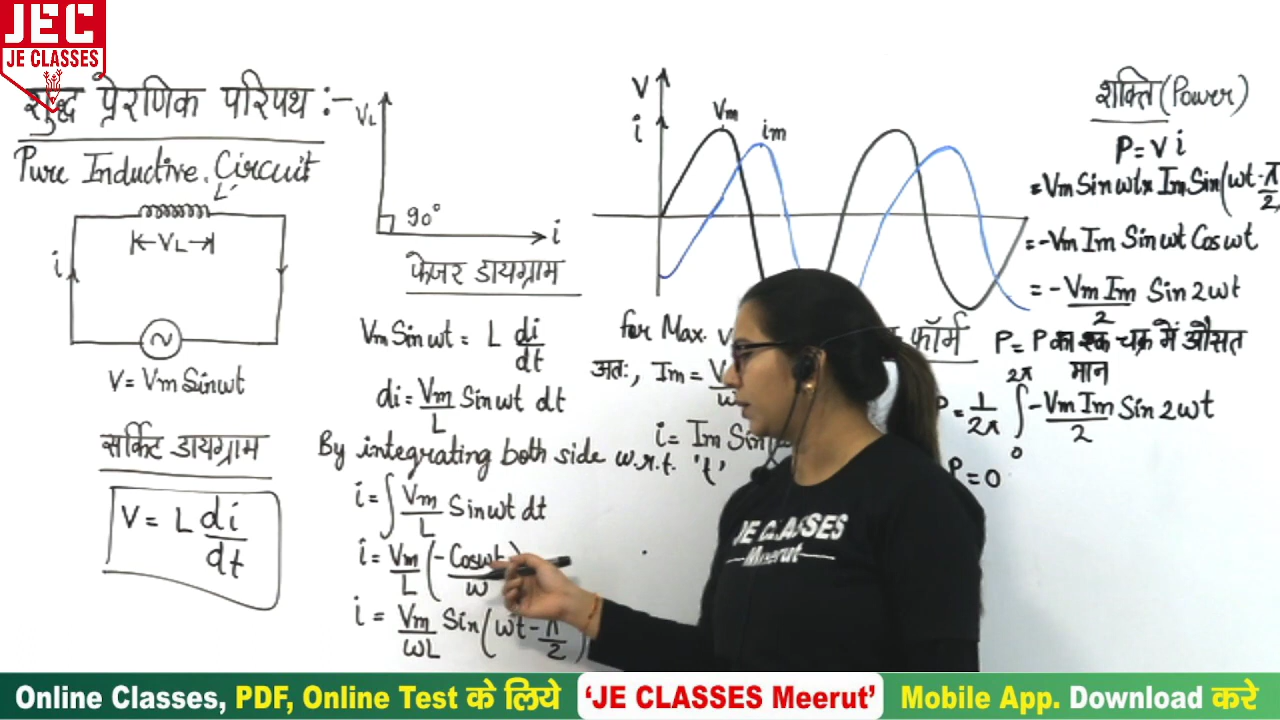 JEC
JE CLASSES
शुद्ध प्रेरणिक परिपथ :-
Pure Inductive Circuit
i
V_L
V = Vm Sinωt
सर्किट डायग्राम
V = L di/dt
V_L
90°
i
फेजर डायग्राम
Vm Sinωt = L di/dt
di = Vm/L Sinωt dt
By integrating both side w.r.t. 't'
i = ∫ Vm/L Sinωt dt
i = Vm/L (-Cosωt/ω
i = Vm/ωL Sin(ωt - π/2)
V
i
Vm
im
फॉर्म
for Max.
अतः, Im =
i = Im Sin
शक्ति (Power)
P = V i
= Vm Sinωt x Im Sin(ωt - π/2
= -Vm Im Sinωt Cosωt
= - Vm Im/2 Sin 2ωt
P = P का एक चक्र में औसत मान
P = 1/2π ∫₀^2π - Vm Im/2 Sin 2ωt
P = 0
JE CLASSES
Meerut
Online Classes, PDF, Online Test के लिये 'JE CLASSES Meerut' Mobile App. Download करे